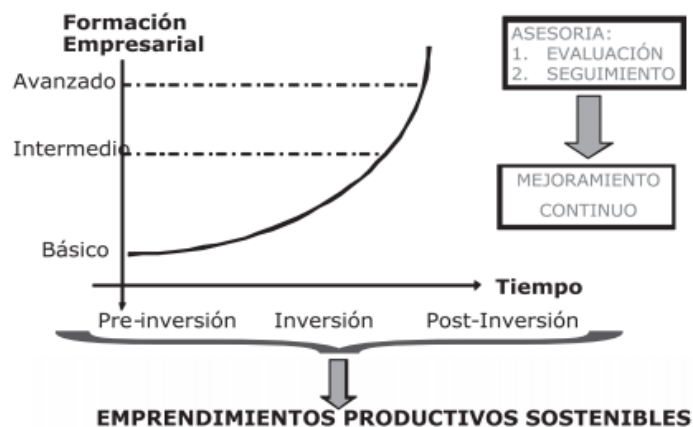 Formación
Empresarial
Avanzado
Intermedio
Básico
ASESORIA:
1. EVALUACIÓN
2. SEGUIMIENTO
MEJORAMIENTO
CONTINUO
Tiempo
Pre-inversión Inversión Post-Inversión
EMPRENDIMIENTOS PRODUCTIVOS SOSTENIBLES